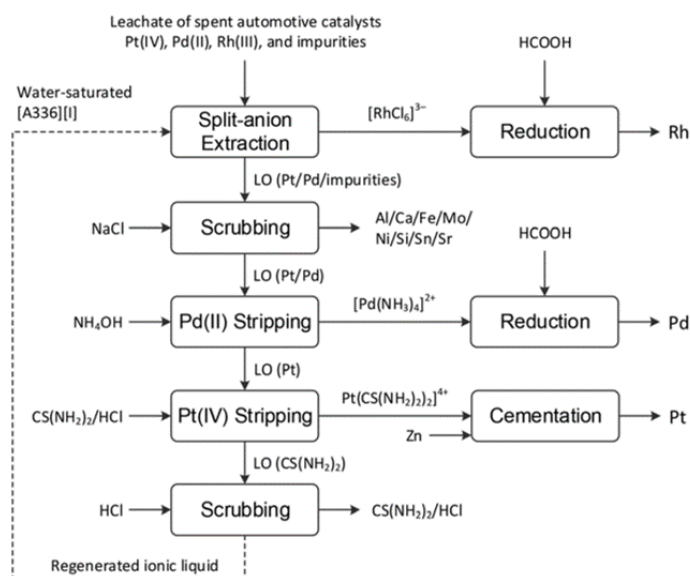 Leachate of spent automotive catalysts
Pt(IV), Pd(II), Rh(III), and impurities
HCOOH
Water-saturated
[A336][I]
Split-anion
Extraction
[RhCl₆]³⁻
Reduction
Rh
LO (Pt/Pd/impurities)
NaCl
Scrubbing
Al/Ca/Fe/Mo/
Ni/Si/Sn/Sr
HCOOH
LO (Pt/Pd)
NH₄OH
Pd(II) Stripping
[Pd(NH₃)₄]²⁺
Reduction
Pd
LO (Pt)
CS(NH₂)₂/HCl
Pt(IV) Stripping
Pt(CS(NH₂)₂)₂]⁴⁺
Zn
Cementation
Pt
LO (CS(NH₂)₂)
HCl
Scrubbing
CS(NH₂)₂/HCl
Regenerated ionic liquid